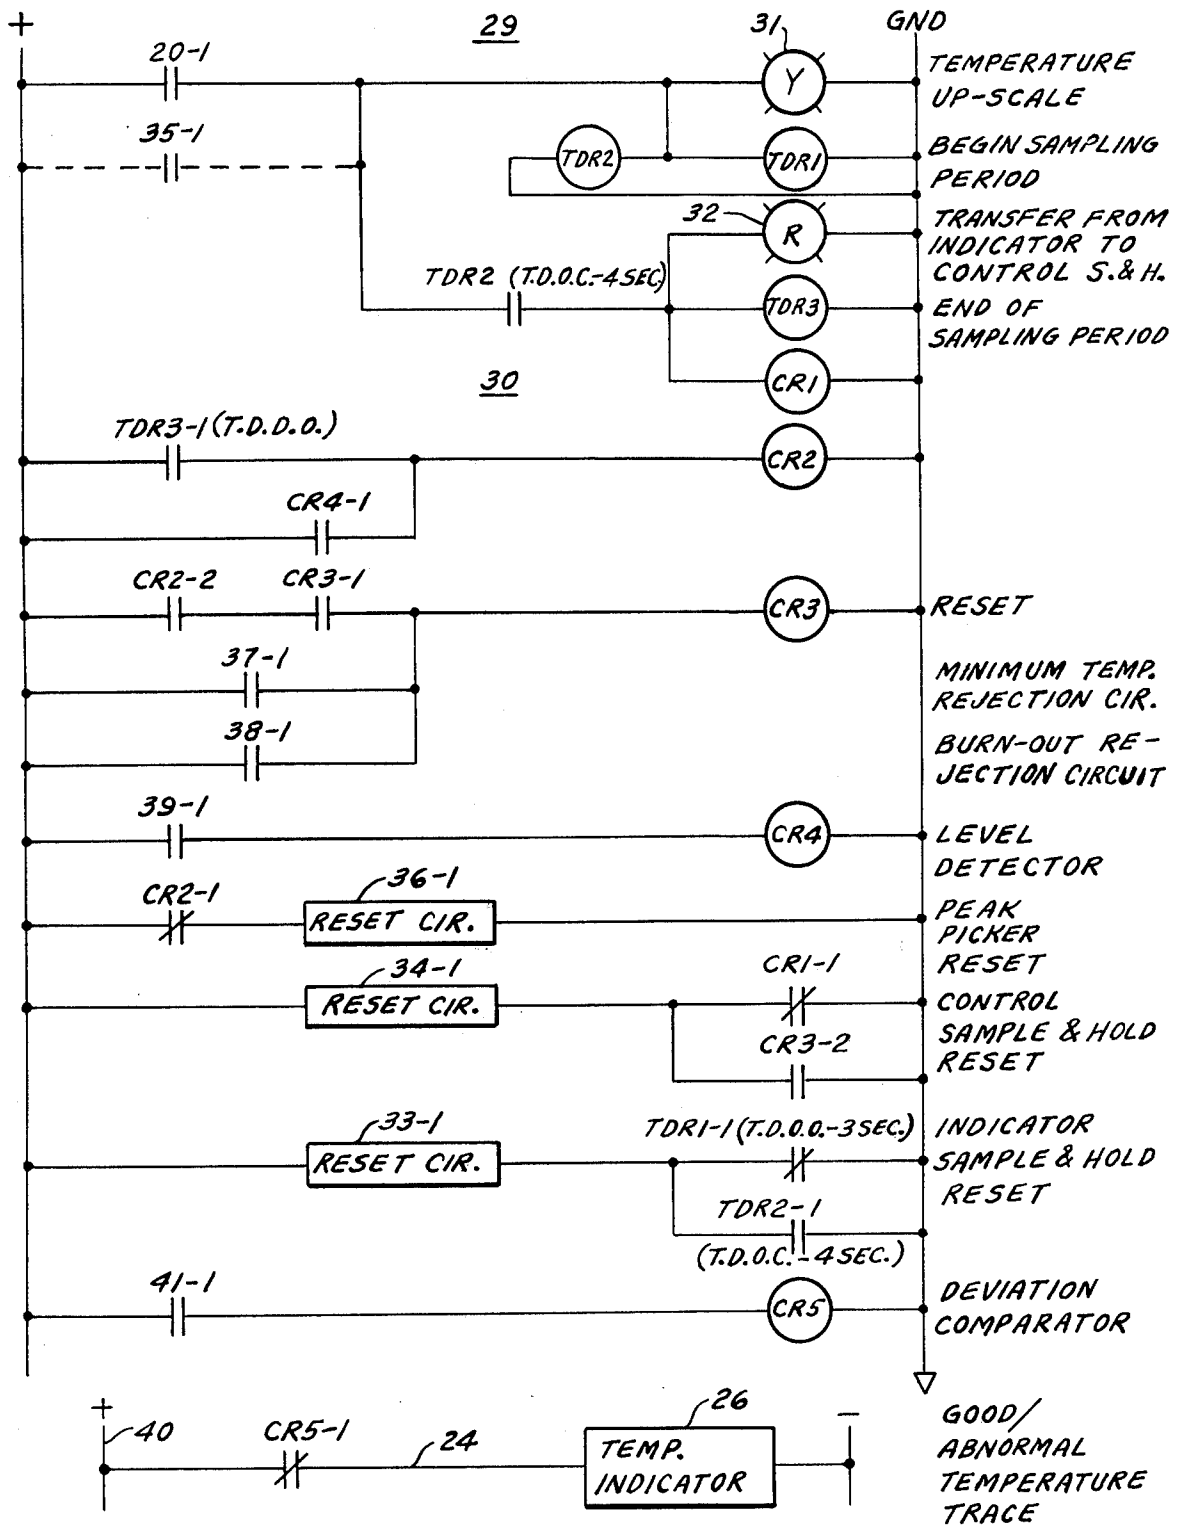 +
29
31
GND
20-1
Y
TEMPERATURE
UP-SCALE
35-1
TDR2
TDR1
BEGIN SAMPLING
PERIOD
32
R
TRANSFER FROM
INDICATOR TO
CONTROL S.&H.
TDR2 (T.D.O.C.-4SEC)
TDR3
END OF
SAMPLING PERIOD
30
CR1
TDR3-1 (T.D.D.O.)
CR2
CR4-1
CR2-2
CR3-1
CR3
RESET
37-1
MINIMUM TEMP.
REJECTION CIR.
38-1
BURN-OUT RE-
JECTION CIRCUIT
39-1
CR4
LEVEL
DETECTOR
CR2-1
36-1
RESET CIR.
PEAK
PICKER
RESET
34-1
RESET CIR.
CR1-1
CONTROL
SAMPLE & HOLD
RESET
CR3-2
33-1
RESET CIR.
TDR1-1 (T.D.O.O.-3SEC.)
INDICATOR
SAMPLE & HOLD
RESET
TDR2-1
(T.D.O.C.-4SEC.)
41-1
CR5
DEVIATION
COMPARATOR
+
40
CR5-1
24
26
TEMP.
INDICATOR
−
GOOD/
ABNORMAL
TEMPERATURE
TRACE